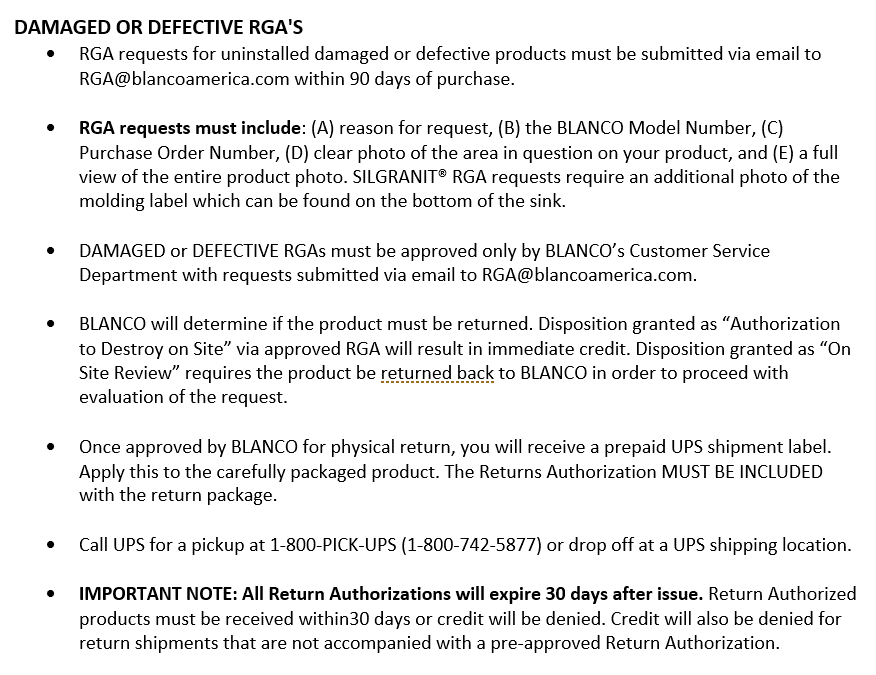 DAMAGED OR DEFECTIVE RGA'S
• RGA requests for uninstalled damaged or defective products must be submitted via email to
RGA@blancoamerica.com within 90 days of purchase.
• RGA requests must include: (A) reason for request, (B) the BLANCO Model Number, (C)
Purchase Order Number, (D) clear photo of the area in question on your product, and (E) a full
view of the entire product photo. SILGRANIT® RGA requests require an additional photo of the
molding label which can be found on the bottom of the sink.
• DAMAGED or DEFECTIVE RGAs must be approved only by BLANCO’s Customer Service
Department with requests submitted via email to RGA@blancoamerica.com.
• BLANCO will determine if the product must be returned. Disposition granted as “Authorization
to Destroy on Site” via approved RGA will result in immediate credit. Disposition granted as “On
Site Review” requires the product be returned back to BLANCO in order to proceed with
evaluation of the request.
• Once approved by BLANCO for physical return, you will receive a prepaid UPS shipment label.
Apply this to the carefully packaged product. The Returns Authorization MUST BE INCLUDED
with the return package.
• Call UPS for a pickup at 1-800-PICK-UPS (1-800-742-5877) or drop off at a UPS shipping location.
• IMPORTANT NOTE: All Return Authorizations will expire 30 days after issue. Return Authorized
products must be received within30 days or credit will be denied. Credit will also be denied for
return shipments that are not accompanied with a pre-approved Return Authorization.